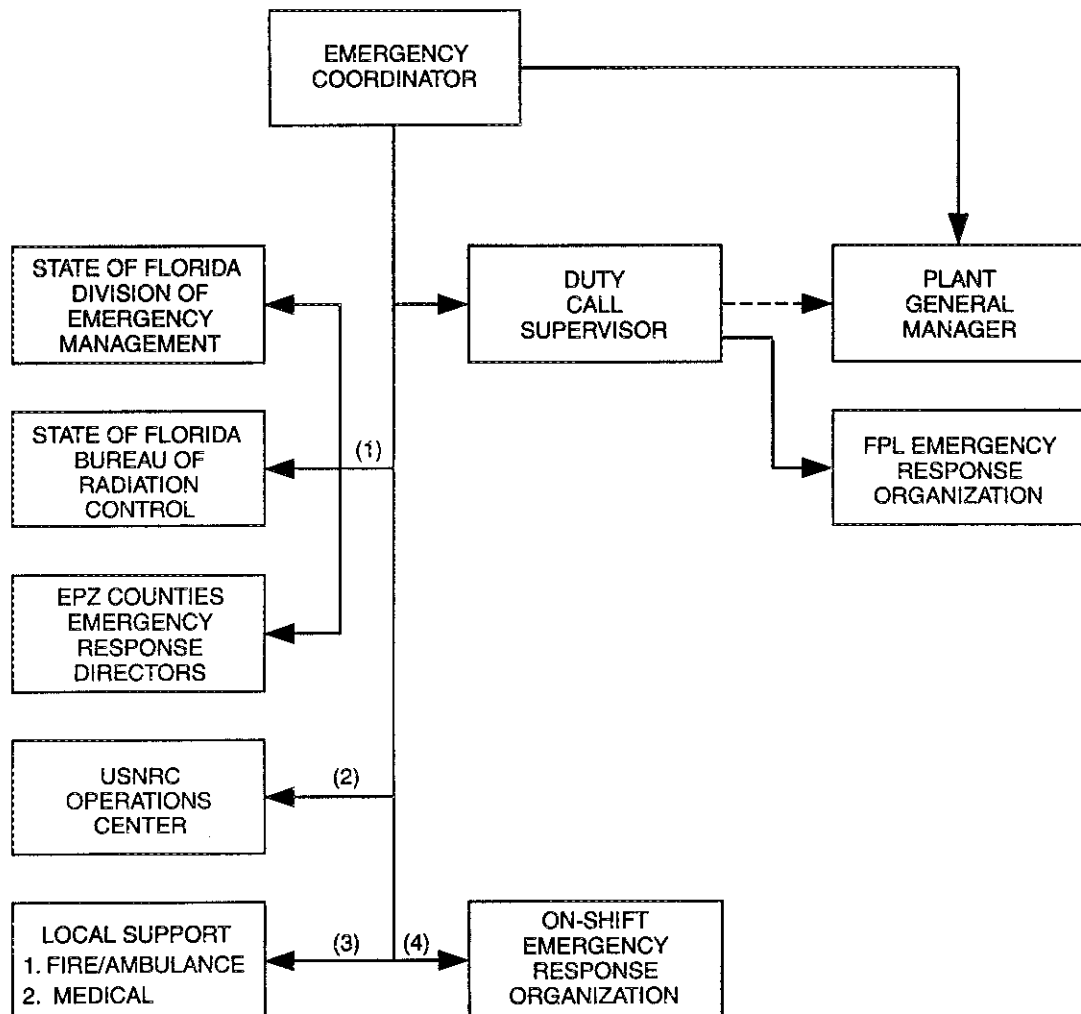 EMERGENCY
COORDINATOR
STATE OF FLORIDA
DIVISION OF
EMERGENCY
MANAGEMENT
DUTY
CALL
SUPERVISOR
PLANT
GENERAL
MANAGER
STATE OF FLORIDA
BUREAU OF
RADIATION
CONTROL
(1)
FPL EMERGENCY
RESPONSE
ORGANIZATION
EPZ COUNTIES
EMERGENCY
RESPONSE
DIRECTORS
USNRC
OPERATIONS
CENTER
(2)
LOCAL SUPPORT
1. FIRE/AMBULANCE
2. MEDICAL
(3)
(4)
ON-SHIFT
EMERGENCY
RESPONSE
ORGANIZATION